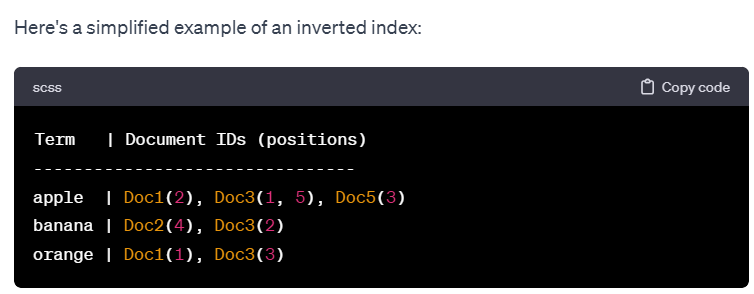 Here's a simplified example of an inverted index:
scss
Copy code
Term   | Document IDs (positions)
---------------------------------
apple  | Doc1(2), Doc3(1, 5), Doc5(3)
banana | Doc2(4), Doc3(2)
orange | Doc1(1), Doc3(3)